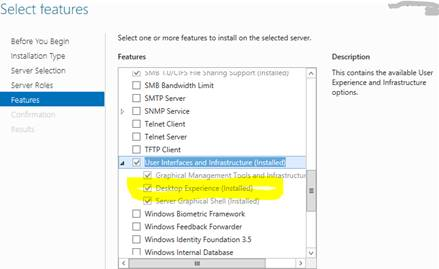 Select features
Before You Begin
Installation Type
Server Selection
Server Roles
Features
Confirmation
Results
Select one or more features to install on the selected server.
Features
SMB 1.0/CIFS File Sharing Support (Installed)
SMB Bandwidth Limit
SMTP Server
SNMP Service
Telnet Client
Telnet Server
TFTP Client
User Interfaces and Infrastructure (Installed)
Graphical Management Tools and Infrastructur
Desktop Experience (Installed)
Server Graphical Shell (Installed)
Windows Biometric Framework
Windows Feedback Forwarder
Windows Identity Foundation 3.5
Windows Internal Database
Description
This contains the available User
Experience and Infrastructure
options.